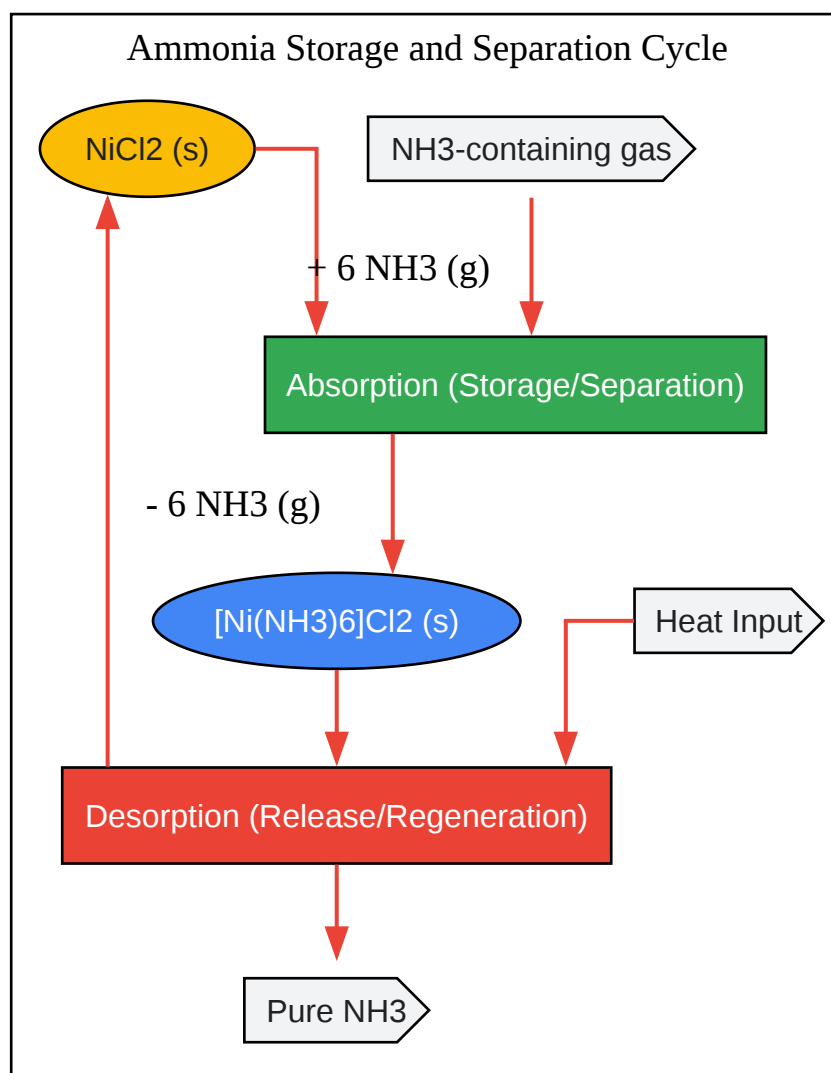 Ammonia Storage and Separation Cycle
NiCl2 (s)
NH3-containing gas
+ 6 NH3 (g)
Absorption (Storage/Separation)
- 6 NH3 (g)
[Ni(NH3)6]Cl2 (s)
Heat Input
Desorption (Release/Regeneration)
Pure NH3